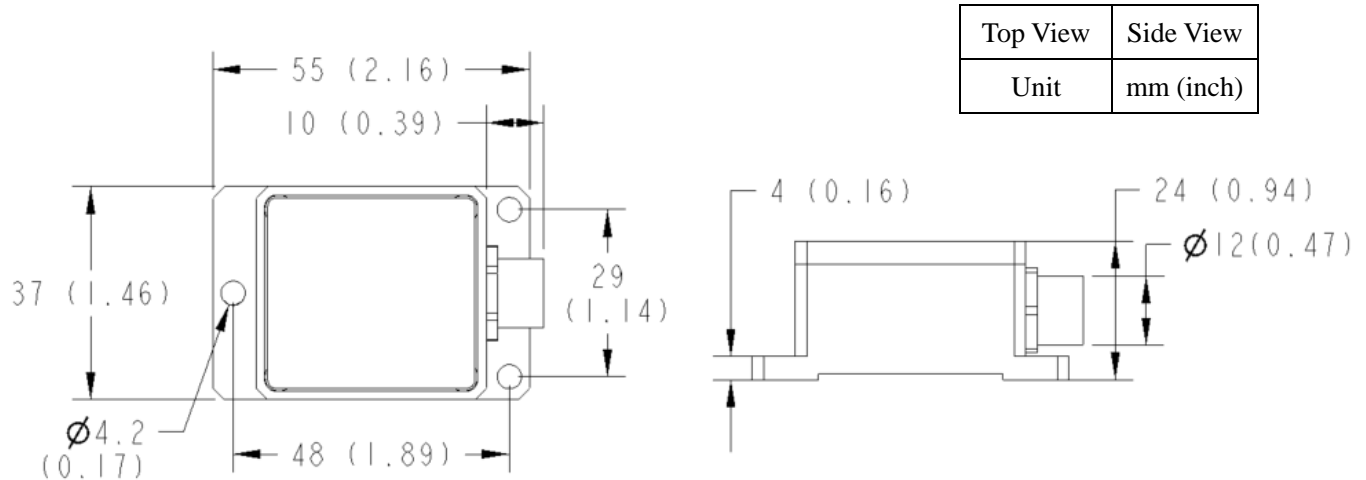 Top View Side View
Unit mm (inch)
55 (2.16)
10 (0.39)
37 (1.46)
29
(1.14)
Ø4.2
(0.17)
48 (1.89)
4 (0.16)
24 (0.94)
Ø12(0.47)